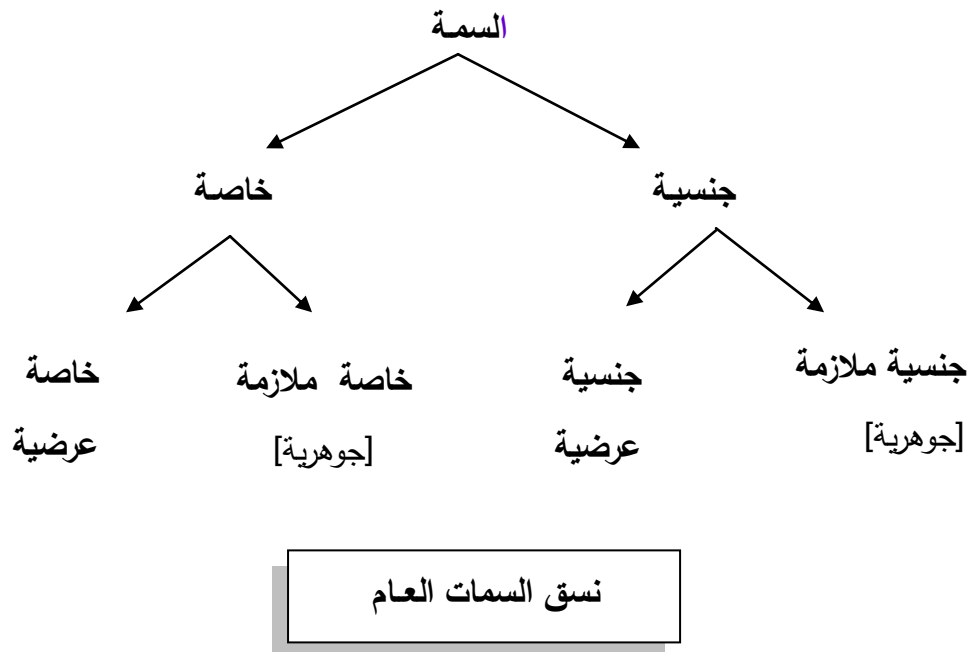 السمة
جنسية
خاصة
جنسية ملازمة
[جوهرية]
جنسية
عرضية
خاصة ملازمة
[جوهرية]
خاصة
عرضية
نسق السمات العام